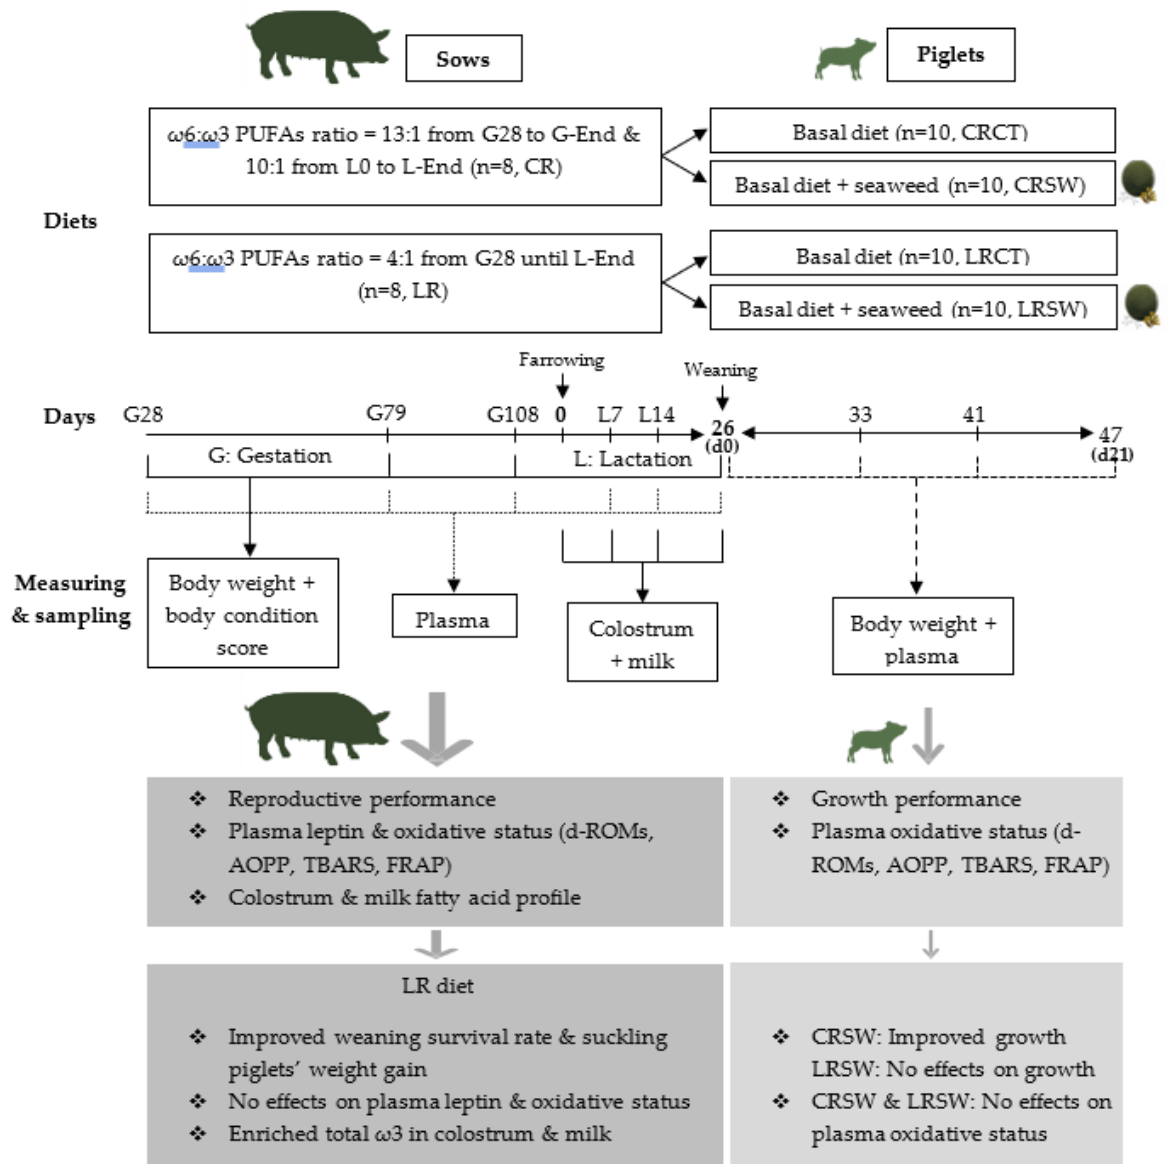 Sows
Piglets
Diets
ω6:ω3 PUFAs ratio = 13:1 from G28 to G-End &
10:1 from L0 to L-End (n=8, CR)
Basal diet (n=10, CRCT)
Basal diet + seaweed (n=10, CRSW)
ω6:ω3 PUFAs ratio = 4:1 from G28 until L-End
(n=8, LR)
Basal diet (n=10, LRCT)
Basal diet + seaweed (n=10, LRSW)
Farrowing
Weaning
Days G28 G79 G108 0 L7 L14 26 33 41 47
(d0) (d21)
G: Gestation
L: Lactation
Measuring
& sampling
Body weight +
body condition
score
Plasma
Colostrum
+ milk
Body weight +
plasma
❖ Reproductive performance
❖ Plasma leptin & oxidative status (d-ROMs,
AOPP, TBARS, FRAP)
❖ Colostrum & milk fatty acid profile
❖ Growth performance
❖ Plasma oxidative status (d-
ROMs, AOPP, TBARS, FRAP)
LR diet
❖ Improved weaning survival rate & suckling
piglets’ weight gain
❖ No effects on plasma leptin & oxidative status
❖ Enriched total ω3 in colostrum & milk
❖ CRSW: Improved growth
LRSW: No effects on growth
❖ CRSW & LRSW: No effects on
plasma oxidative status